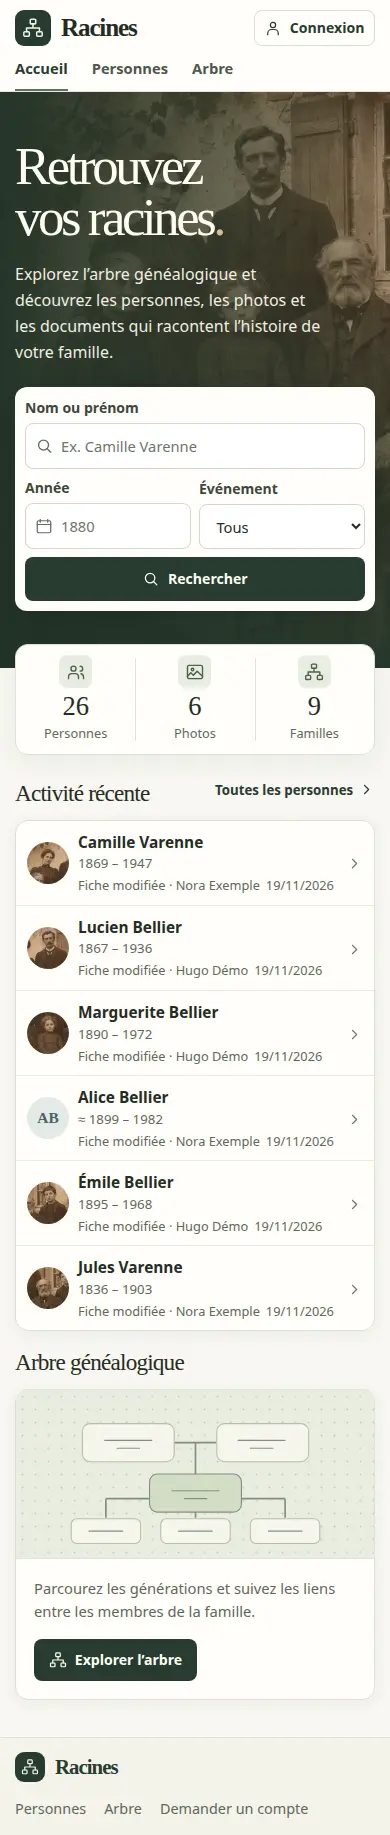 Racines
Connexion
Accueil Personnes Arbre
Retrouvez
vos racines.
Explorez l’arbre généalogique et
découvrez les personnes, les photos et
les documents qui racontent l’histoire de
votre famille.
Nom ou prénom
Ex. Camille Varenne
Année Événement
1880 Tous
Rechercher
26 6 9
Personnes Photos Familles
Activité récente Toutes les personnes
Camille Varenne
1869 – 1947
Fiche modifiée · Nora Exemple 19/11/2026
Lucien Bellier
1867 – 1936
Fiche modifiée · Hugo Démo 19/11/2026
Marguerite Bellier
1890 – 1972
Fiche modifiée · Hugo Démo 19/11/2026
AB
Alice Bellier
≈ 1899 – 1982
Fiche modifiée · Nora Exemple 19/11/2026
Émile Bellier
1895 – 1968
Fiche modifiée · Hugo Démo 19/11/2026
Jules Varenne
1836 – 1903
Fiche modifiée · Nora Exemple 19/11/2026
Arbre généalogique
Parcourez les générations et suivez les liens
entre les membres de la famille.
Explorer l’arbre
Racines
Personnes Arbre Demander un compte